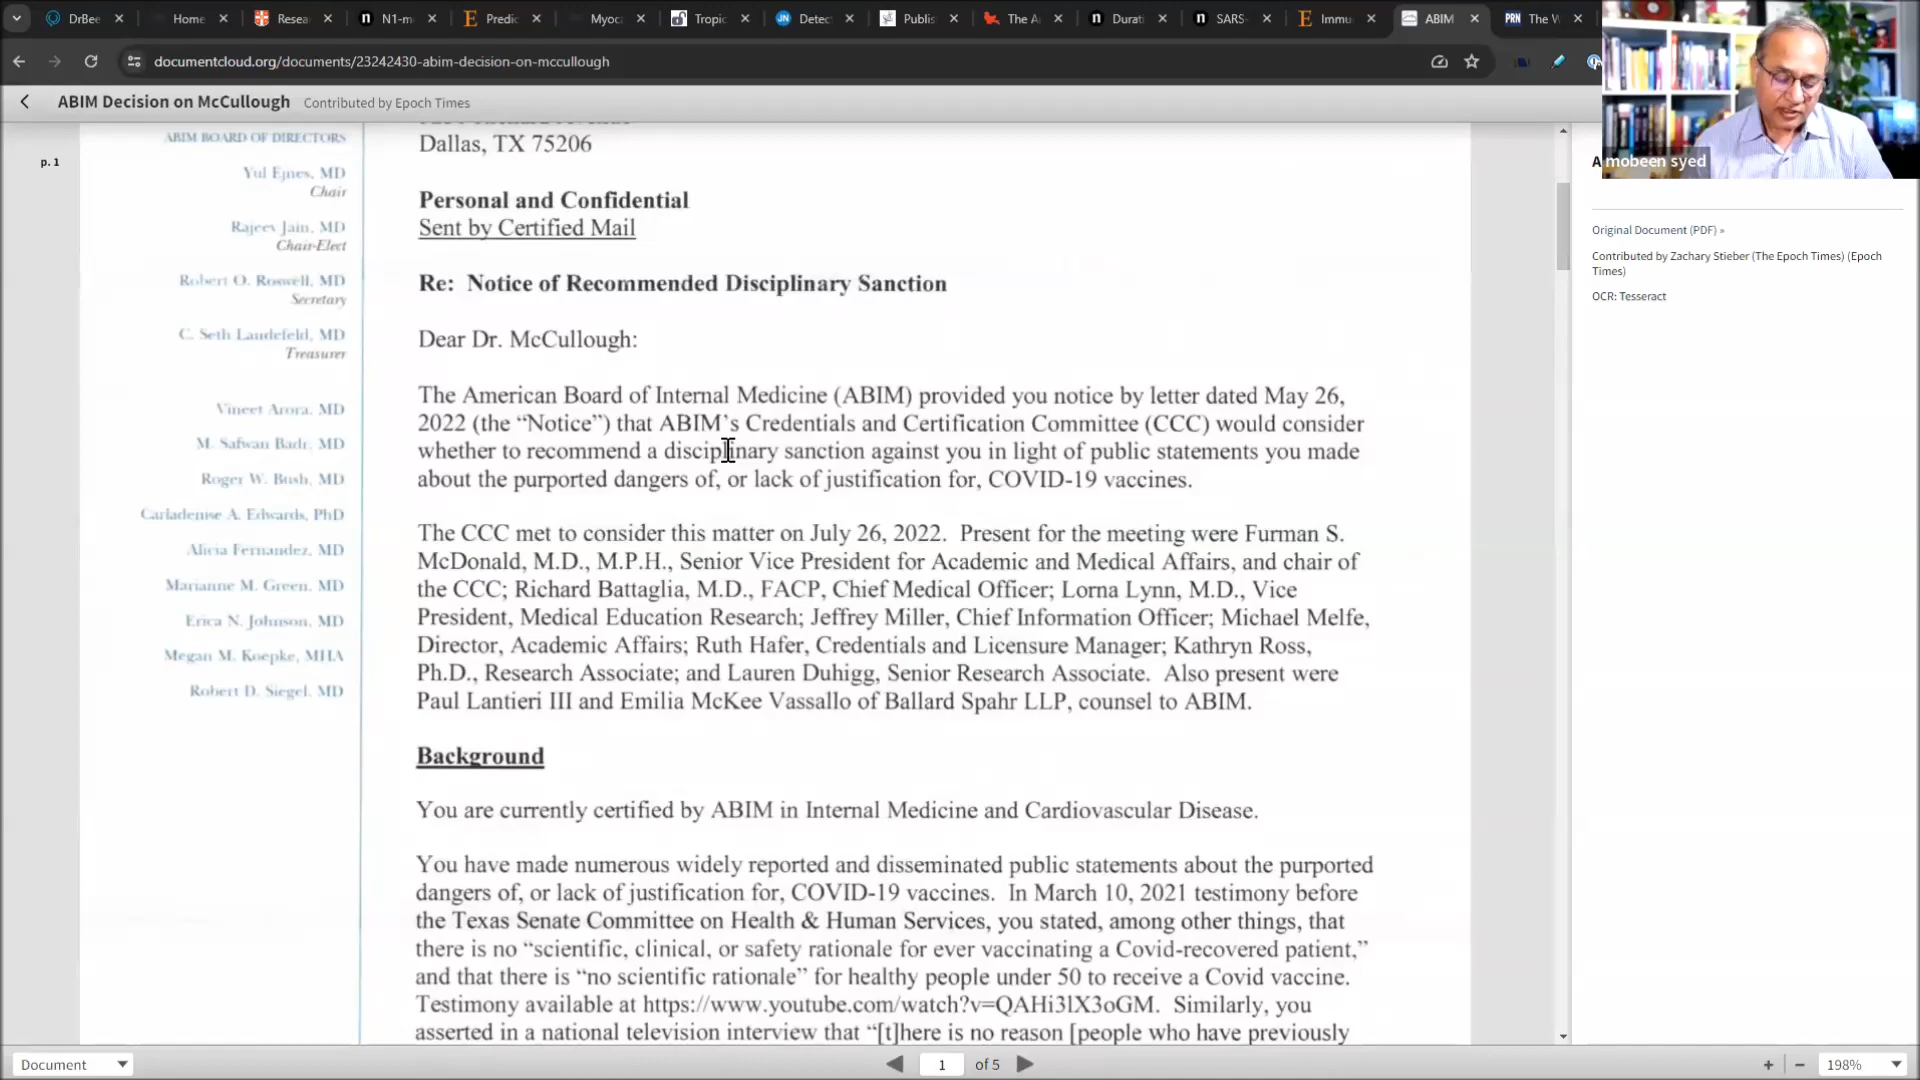 DrBee
Home
Resea
N1-m
Predic
Myoc
Tropic
Detec
Publis
The A
Durati
SARS-
Immu
ABIM
The V
documentcloud.org/documents/23242430-abim-decision-on-mccullough
ABIM Decision on McCullough Contributed by Epoch Times
mobeen syed
p. 1
ABIM BOARD OF DIRECTORS
Yul Ejnes, MD
Chair
Rajeev Jain, MD
Chair-Elect
Robert O. Roswell, MD
Secretary
C. Seth Landefeld, MD
Treasurer
Vineet Arora, MD
M. Safwan Badr, MD
Roger W. Bush, MD
Carladenise A. Edwards, PhD
Alicia Fernandez, MD
Marianne M. Green, MD
Erica N. Johnson, MD
Megan M. Koepke, MHA
Robert D. Siegel, MD
Dallas, TX 75206
Personal and Confidential
Sent by Certified Mail
Re: Notice of Recommended Disciplinary Sanction
Dear Dr. McCullough:
The American Board of Internal Medicine (ABIM) provided you notice by letter dated May 26,
2022 (the “Notice”) that ABIM’s Credentials and Certification Committee (CCC) would consider
whether to recommend a disciplinary sanction against you in light of public statements you made
about the purported dangers of, or lack of justification for, COVID-19 vaccines.
The CCC met to consider this matter on July 26, 2022. Present for the meeting were Furman S.
McDonald, M.D., M.P.H., Senior Vice President for Academic and Medical Affairs, and chair of
the CCC; Richard Battaglia, M.D., FACP, Chief Medical Officer; Lorna Lynn, M.D., Vice
President, Medical Education Research; Jeffrey Miller, Chief Information Officer; Michael Melfe,
Director, Academic Affairs; Ruth Hafer, Credentials and Licensure Manager; Kathryn Ross,
Ph.D., Research Associate; and Lauren Duhigg, Senior Research Associate. Also present were
Paul Lantieri III and Emilia McKee Vassallo of Ballard Spahr LLP, counsel to ABIM.
Background
You are currently certified by ABIM in Internal Medicine and Cardiovascular Disease.
You have made numerous widely reported and disseminated public statements about the purported
dangers of, or lack of justification for, COVID-19 vaccines. In March 10, 2021 testimony before
the Texas Senate Committee on Health & Human Services, you stated, among other things, that
there is no “scientific, clinical, or safety rationale for ever vaccinating a Covid-recovered patient,”
and that there is “no scientific rationale” for healthy people under 50 to receive a Covid vaccine.
Testimony available at https://www.youtube.com/watch?v=QAHi3lX3oGM. Similarly, you
asserted in a national television interview that “[t]here is no reason [people who have previously
Original Document (PDF) »
Contributed by Zachary Stieber (The Epoch Times) (Epoch
Times)
OCR: Tesseract
Document
1 of 5
198%